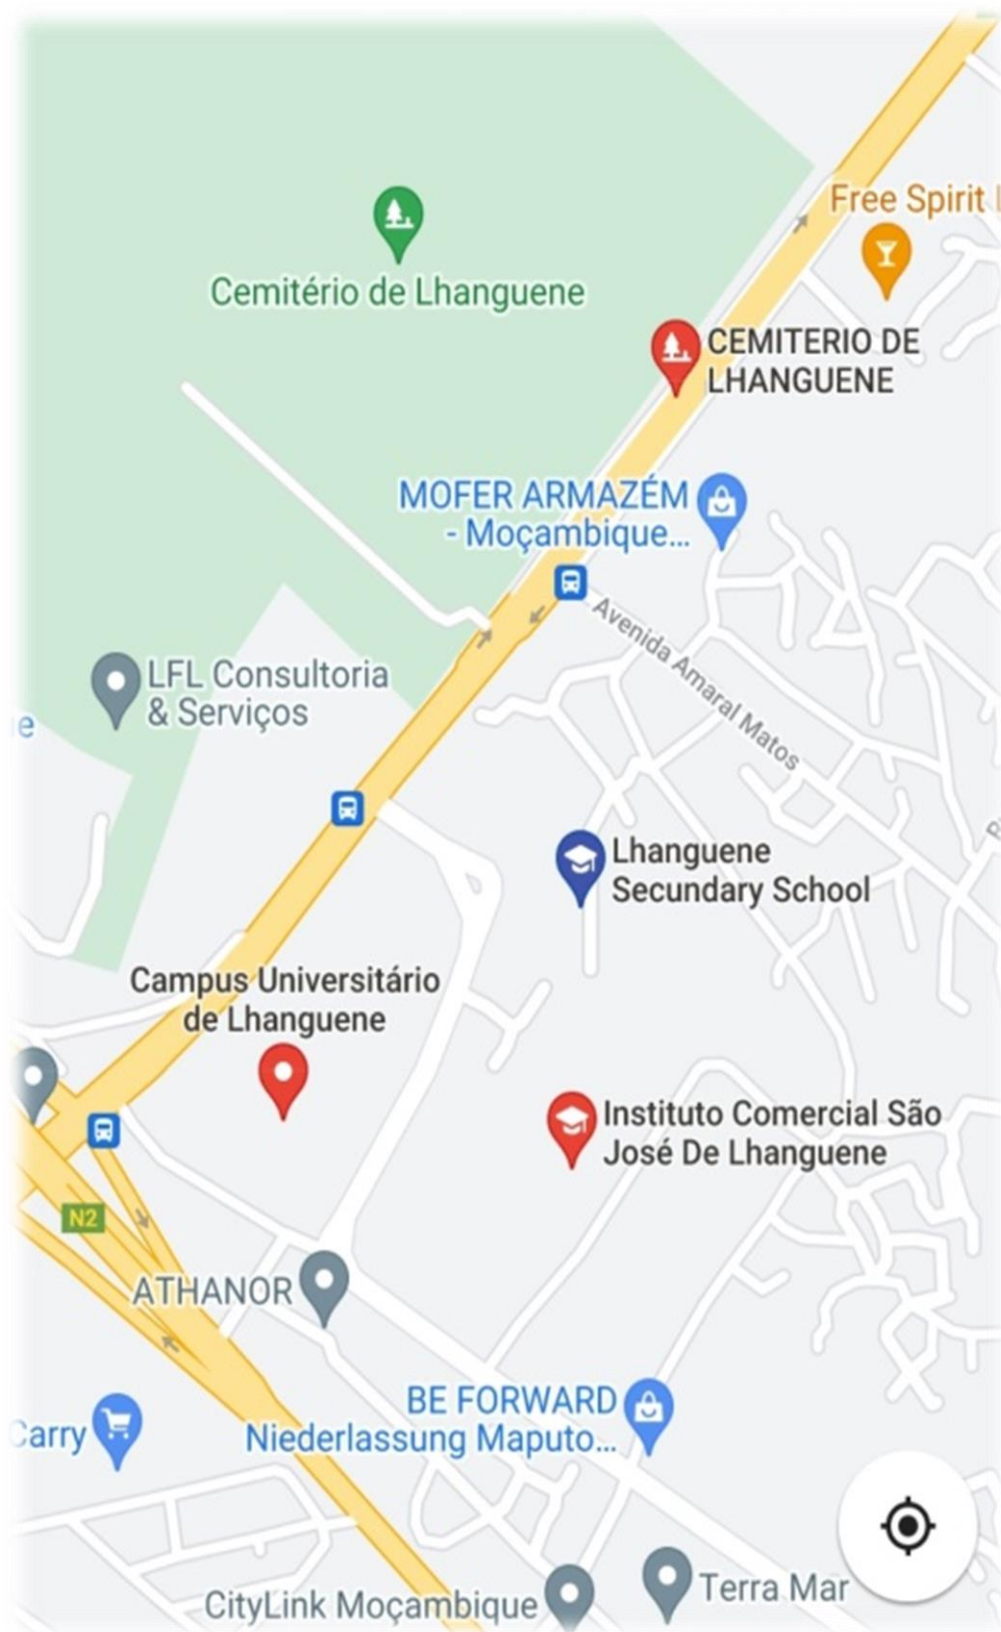 Free Spirit
Cemitério de Lhanguene
CEMITERIO DE
LHANGUENE
MOFER ARMAZÉM
- Moçambique...
Avenida Amaral Matos
LFL Consultoria
& Serviços
e
Lhanguene
Secundary School
Campus Universitário
de Lhanguene
Instituto Comercial São
José De Lhanguene
N2
ATHANOR
BE FORWARD
Niederlassung Maputo...
Carry
CityLink Moçambique
Terra Mar